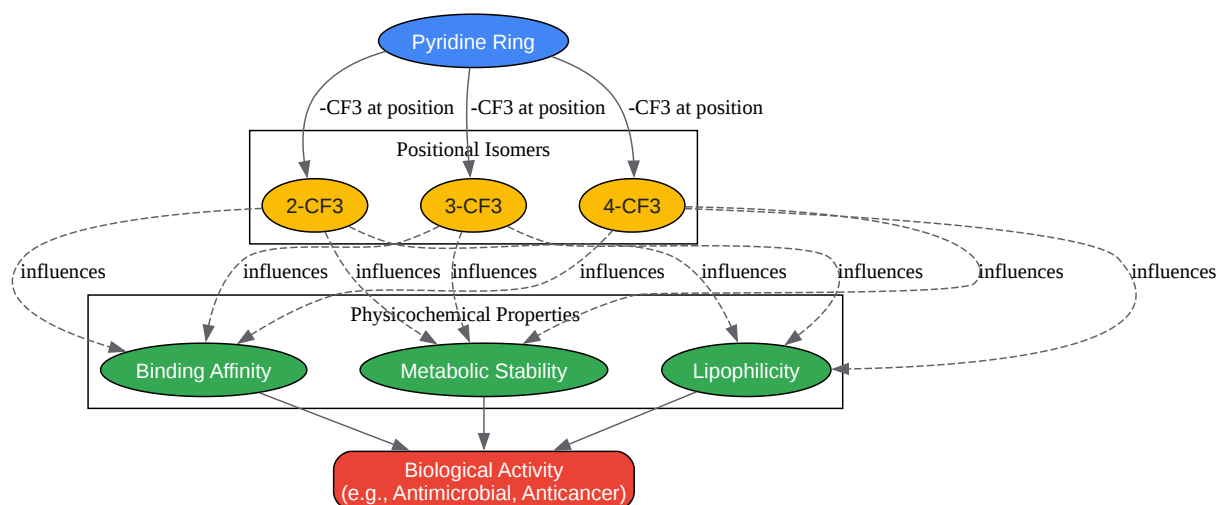 Pyridine Ring
-CF3 at position
-CF3 at position
-CF3 at position
Positional Isomers
2-CF3
3-CF3
4-CF3
influences
influences
influences
influences
influences
influences
influences
influences
influences
Physicochemical Properties
Binding Affinity
Metabolic Stability
Lipophilicity
Biological Activity
(e.g., Antimicrobial, Anticancer)